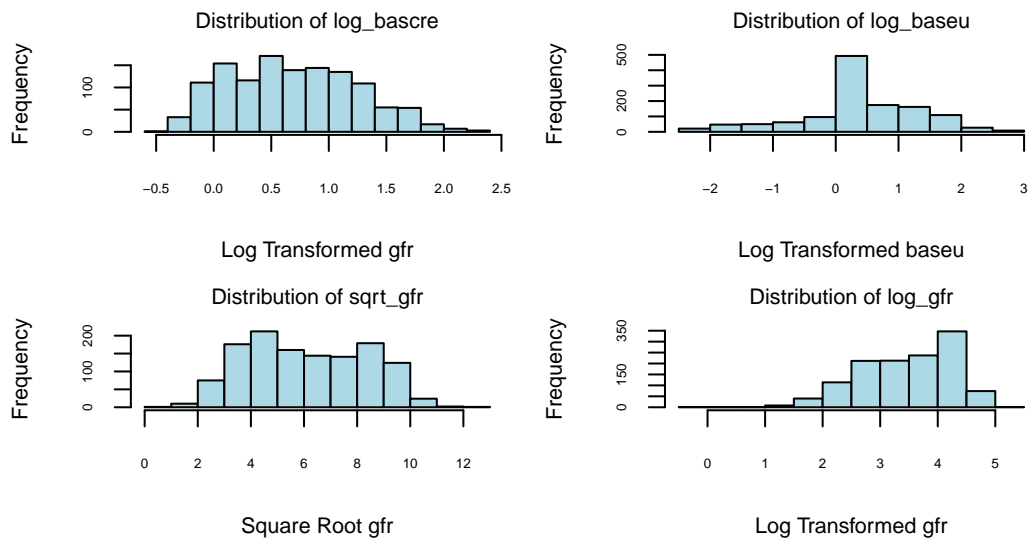 Distribution of log_bascre
Frequency
0 100
−0.5 0.0 0.5 1.0 1.5 2.0 2.5
Log Transformed gfr
Distribution of log_baseu
Frequency
0 200 500
−2 −1 0 1 2 3
Log Transformed baseu
Distribution of sqrt_gfr
Frequency
0 100 200
0 2 4 6 8 10 12
Square Root gfr
Distribution of log_gfr
Frequency
0 150 350
0 1 2 3 4 5
Log Transformed gfr